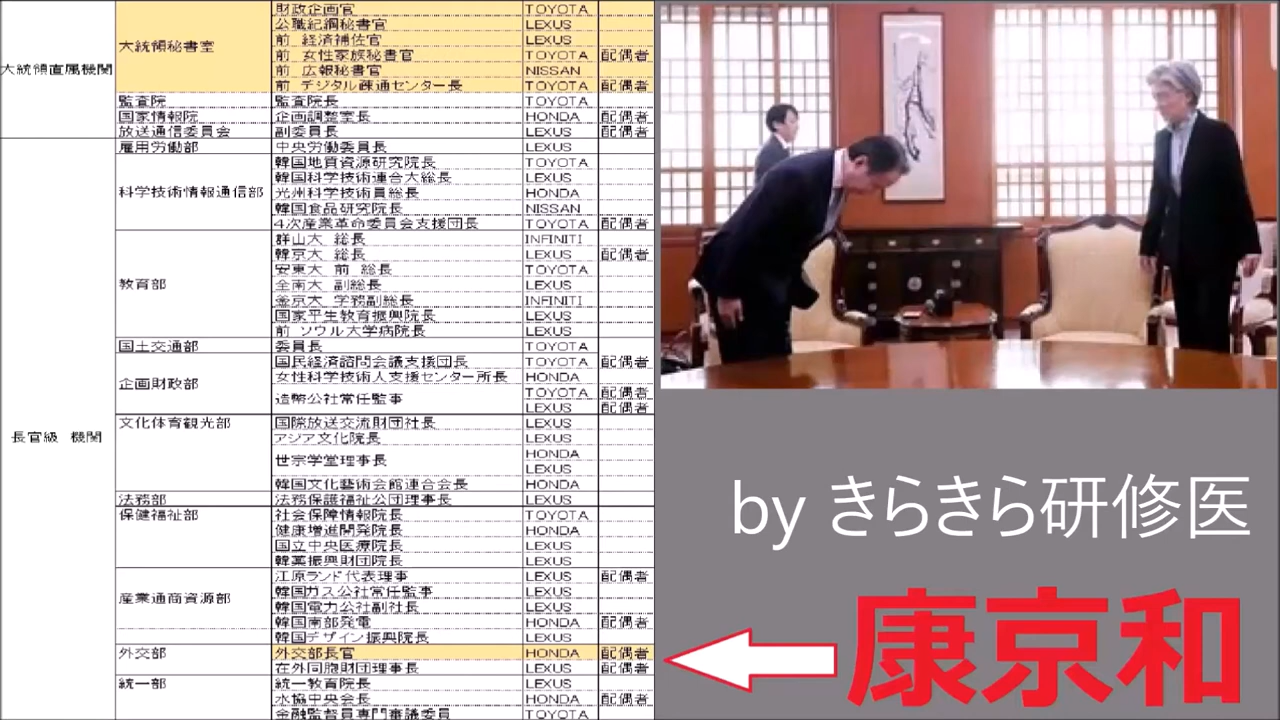 大統領直属機関 大統領秘書室 財政企画官 TOYOTA
公職紀綱秘書官 LEXUS
前 経済補佐官 LEXUS
前 女性家族秘書官 TOYOTA 配偶者
前 広報秘書官 NISSAN
前 デジタル疎通センター長 TOYOTA 配偶者
監査院 監査院長 TOYOTA
国家情報院 企画調整室長 HONDA 配偶者
放送通信委員会 副委員長 LEXUS 配偶者
長官級 機関 雇用労働部 中央労働委員長 LEXUS
科学技術情報通信部 韓国地質資源研究院長 TOYOTA
韓国科学技術連合大総長 LEXUS
光州科学技術員総長 HONDA
韓国食品研究院長 NISSAN
4次産業革命委員会支援団長 TOYOTA 配偶者
教育部 群山大 総長 INFINITI
韓京大 総長 LEXUS 配偶者
安東大 前 総長 TOYOTA
全南大 副総長 LEXUS
大 学務副総長 INFINITI
国家平生教育振興院長 LEXUS
前 ソウル大学病院長 LEXUS
国土交通部 委員長 TOYOTA
企画財政部 国民経済諮問会議支援団長 TOYOTA 配偶者
女性科学技術人支援センター所長 HONDA
造幣公社常任監事 TOYOTA 配偶者
LEXUS 配偶者
文化体育観光部 国際放送交流財団社長 LEXUS
アジア文化院長 LEXUS
世宗学堂理事長 HONDA
LEXUS
韓国文化藝術会館連合会長 HONDA
法務部 法務保護福祉公団理事長 LEXUS
保健福祉部 社会保障情報院長 TOYOTA
健康増進開発院長 HONDA
国立中央医療院長 LEXUS
韓薬振興財団院長 LEXUS
産業通商資源部 江原ランド代表理事 LEXUS 配偶者
韓国ガス公社常任監事 LEXUS
韓国電力公社副社長 LEXUS
韓国南部発電 HONDA 配偶者
韓国デザイン振興院長 LEXUS
外交部 外交部長官 HONDA 配偶者
在外同胞財団理事長 LEXUS 配偶者
統一部 統一教育院長 LEXUS
水協中央会長 HONDA 配偶者
金融監督員専門審議委員 TOYOTA
by きらきら研修医
康京和